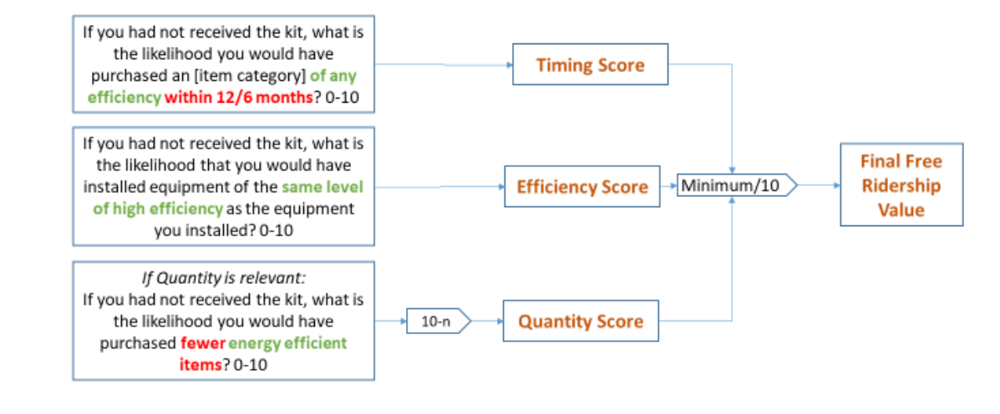 If you had not received the kit, what is
the likelihood you would have
purchased an [item category] of any
efficiency within 12/6 months? 0-10
Timing Score
If you had not received the kit, what is
the likelihood that you would have
installed equipment of the same level
of high efficiency as the equipment
you installed? 0-10
Efficiency Score
Minimum/10
Final Free
Ridership
Value
If Quantity is relevant:
If you had not received the kit, what is
the likelihood you would have
purchased fewer energy efficient
items? 0-10
10-n
Quantity Score